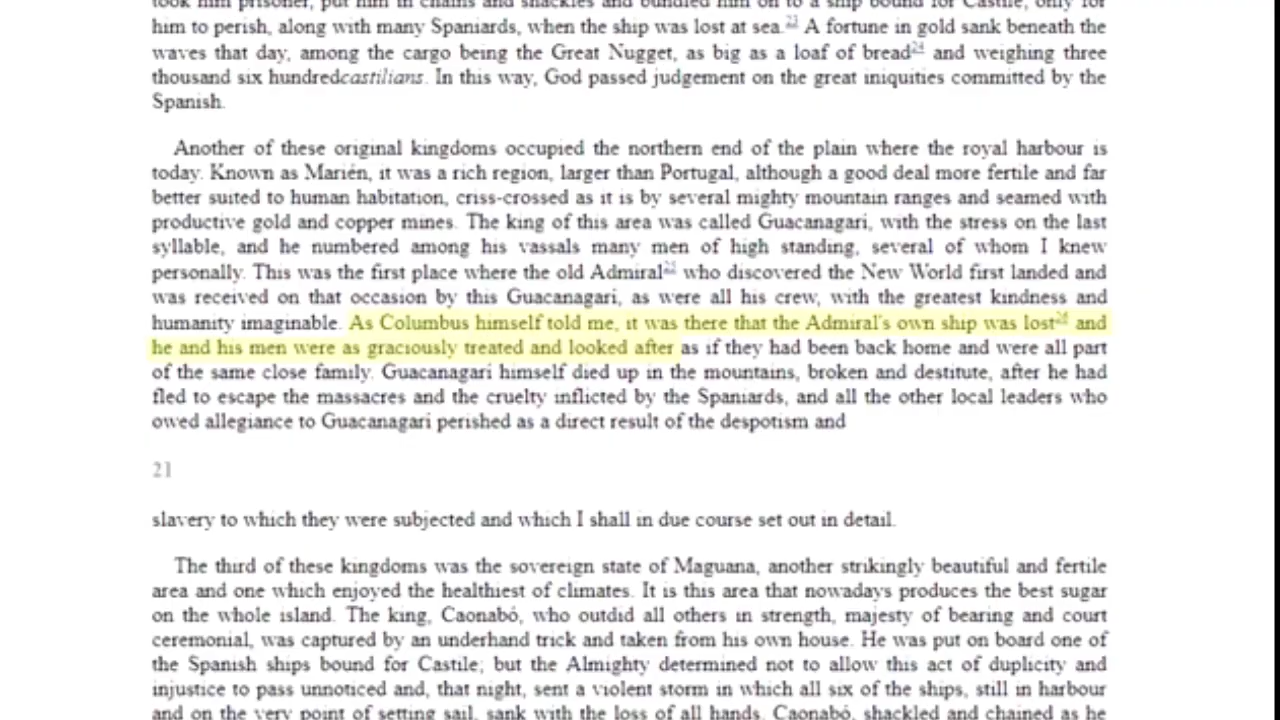 took him prisoner, put him in chains and shackles and bundled him on to a ship bound for Castile, only for
him to perish, along with many Spaniards, when the ship was lost at sea.23 A fortune in gold sank beneath the
waves that day, among the cargo being the Great Nugget, as big as a loaf of bread24 and weighing three
thousand six hundredcastilians. In this way, God passed judgement on the great iniquities committed by the
Spanish.
Another of these original kingdoms occupied the northern end of the plain where the royal harbour is
today. Known as Marién, it was a rich region, larger than Portugal, although a good deal more fertile and far
better suited to human habitation, criss-crossed as it is by several mighty mountain ranges and seamed with
productive gold and copper mines. The king of this area was called Guacanagari, with the stress on the last
syllable, and he numbered among his vassals many men of high standing, several of whom I knew
personally. This was the first place where the old Admiral25 who discovered the New World first landed and
was received on that occasion by this Guacanagari, as were all his crew, with the greatest kindness and
humanity imaginable. As Columbus himself told me, it was there that the Admiral's own ship was lost26 and
he and his men were as graciously treated and looked after as if they had been back home and were all part
of the same close family. Guacanagari himself died up in the mountains, broken and destitute, after he had
fled to escape the massacres and the cruelty inflicted by the Spaniards, and all the other local leaders who
owed allegiance to Guacanagari perished as a direct result of the despotism and
21
slavery to which they were subjected and which I shall in due course set out in detail.
The third of these kingdoms was the sovereign state of Maguana, another strikingly beautiful and fertile
area and one which enjoyed the healthiest of climates. It is this area that nowadays produces the best sugar
on the whole island. The king, Caonabó, who outdid all others in strength, majesty of bearing and court
ceremonial, was captured by an underhand trick and taken from his own house. He was put on board one of
the Spanish ships bound for Castile; but the Almighty determined not to allow this act of duplicity and
injustice to pass unnoticed and, that night, sent a violent storm in which all six of the ships, still in harbour
and on the very point of setting sail, sank with the loss of all hands. Caonabó, shackled and chained as he